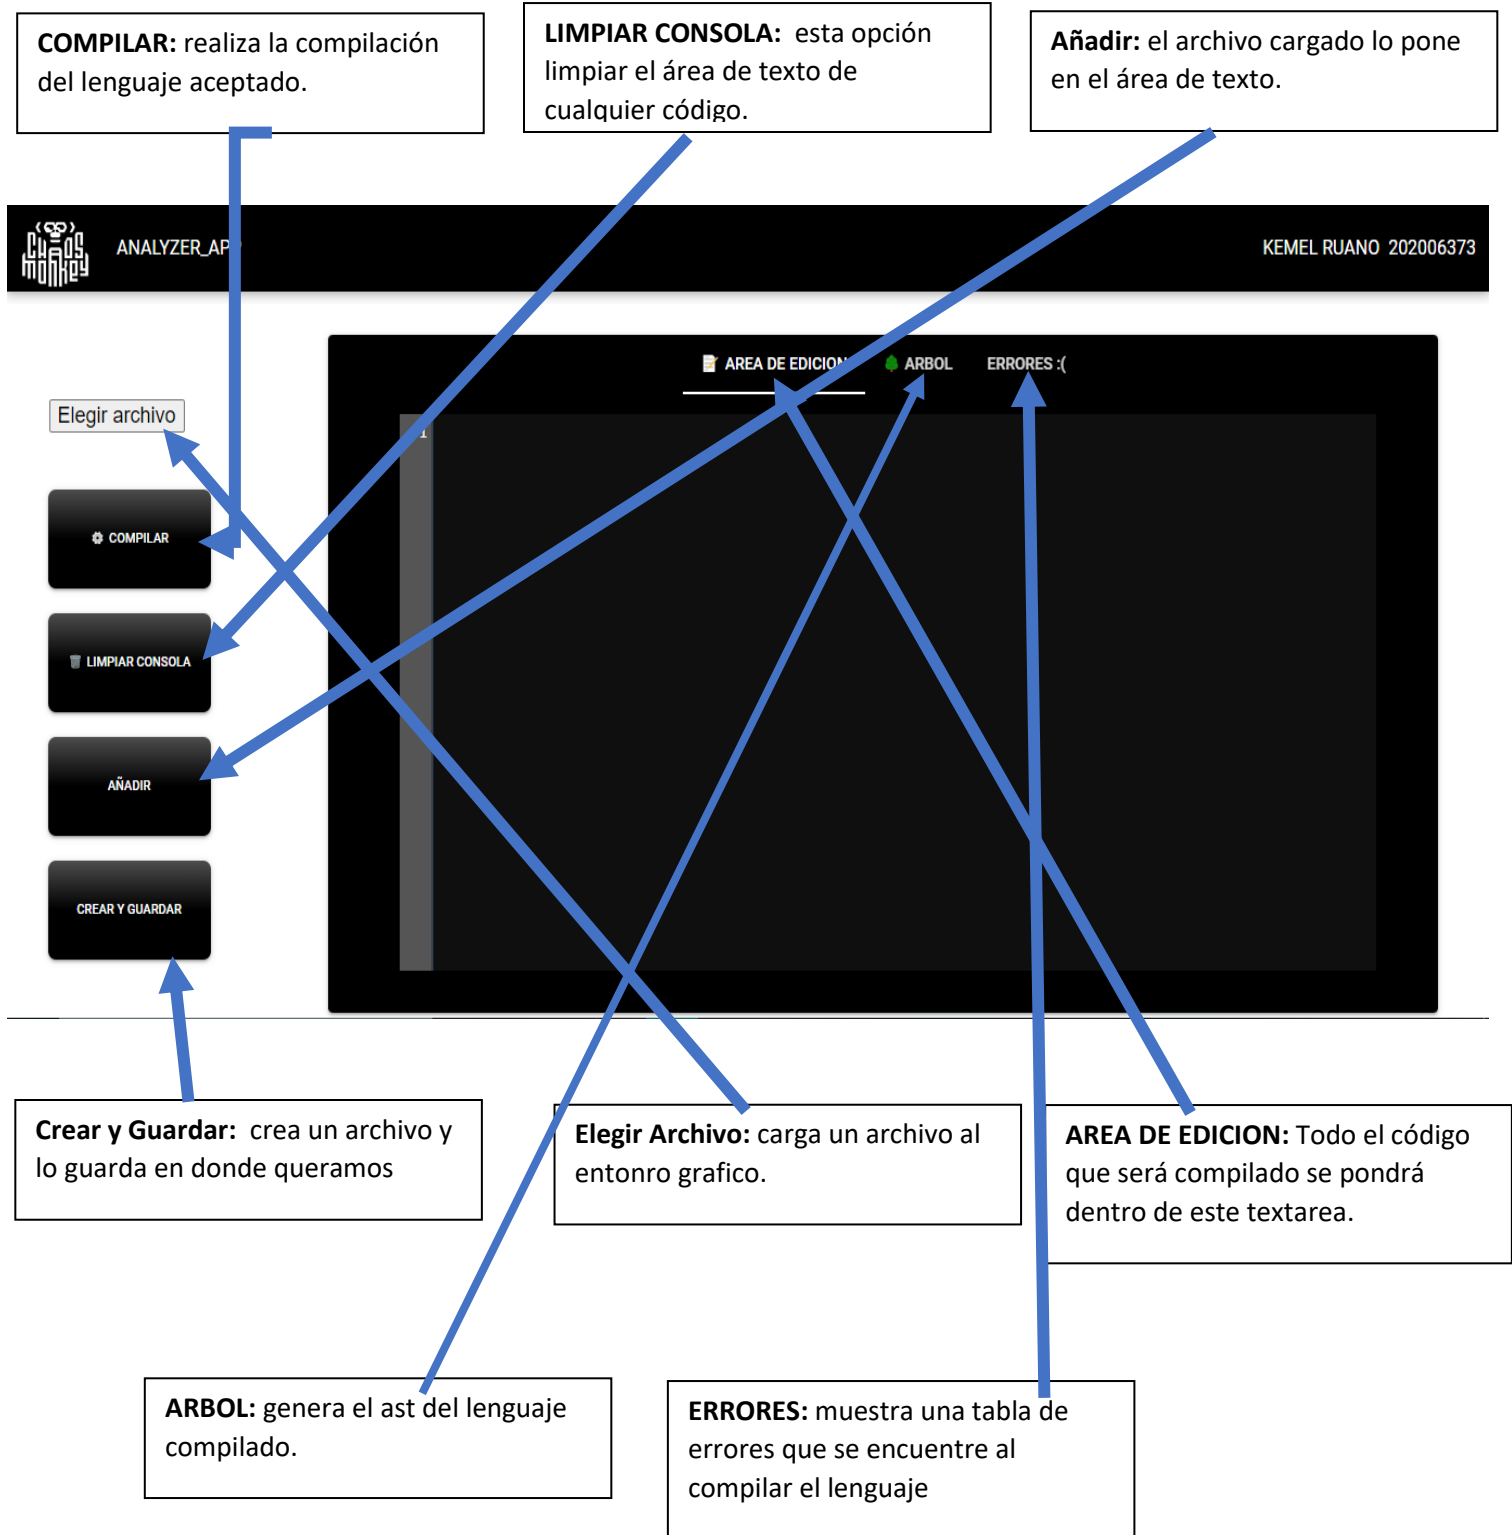 COMPILAR: realiza la compilación
del lenguaje aceptado.
LIMPIAR CONSOLA: esta opción
limpiar el área de texto de
cualquier código.
Añadir: el archivo cargado lo pone
en el área de texto.
CHAOS
MONKEY
ANALYZER_APP
KEMEL RUANO 202006373
AREA DE EDICION
ARBOL
ERRORES :(
Elegir archivo
1
COMPILAR
LIMPIAR CONSOLA
AÑADIR
CREAR Y GUARDAR
Crear y Guardar: crea un archivo y
lo guarda en donde queramos
Elegir Archivo: carga un archivo al
entonro grafico.
AREA DE EDICION: Todo el código
que será compilado se pondrá
dentro de este textarea.
ARBOL: genera el ast del lenguaje
compilado.
ERRORES: muestra una tabla de
errores que se encuentre al
compilar el lenguaje